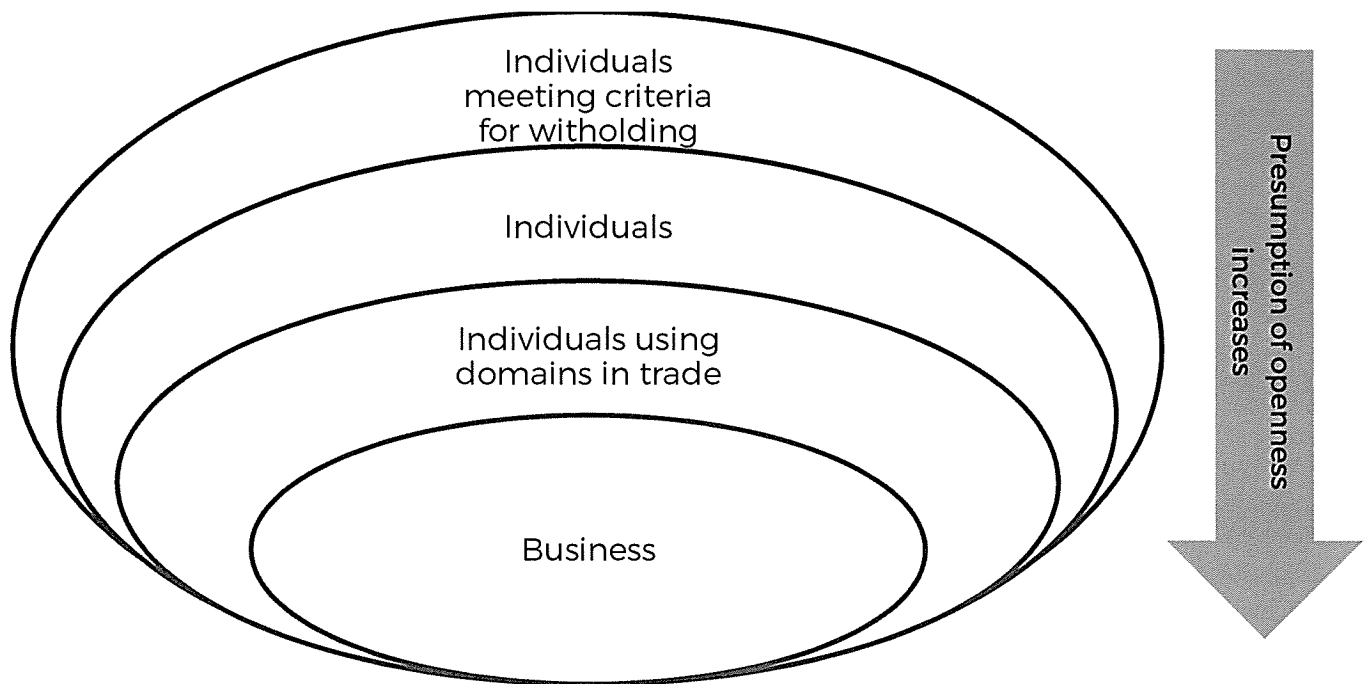 Individuals
meeting criteria
for witholding
Individuals
Individuals using
domains in trade
Business
Presumption of openness
increases